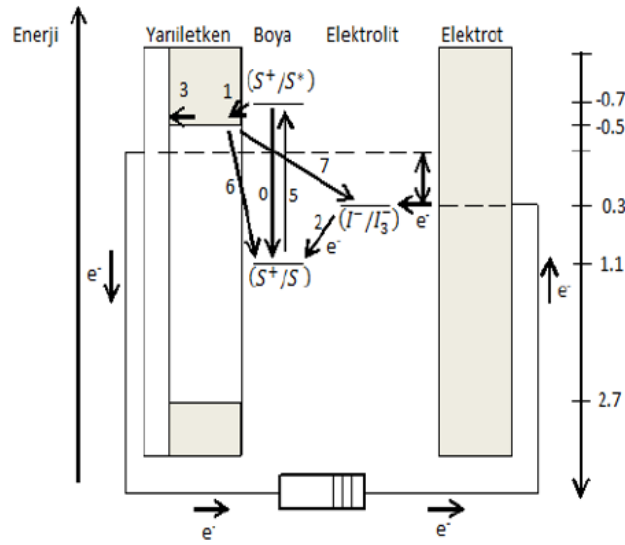 Enerji
Yarıiletken
Boya
Elektrolit
Elektrot
(S⁺/S*)
3
1
-0.7
-0.5
7
6
0
5
2
(I⁻/I₃⁻)
e⁻
0.3
e⁻
(S⁺/S)
1.1
e⁻
e⁻
2.7
e⁻
e⁻